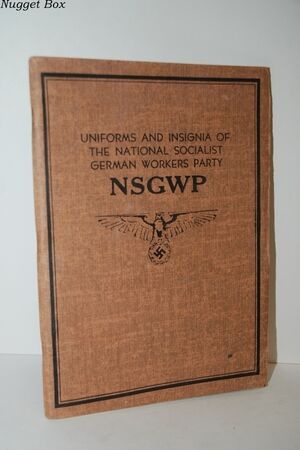 Nugget Box
UNIFORMS AND INSIGNIA OF
THE NATIONAL SOCIALIST
GERMAN WORKERS PARTY
NSGWP